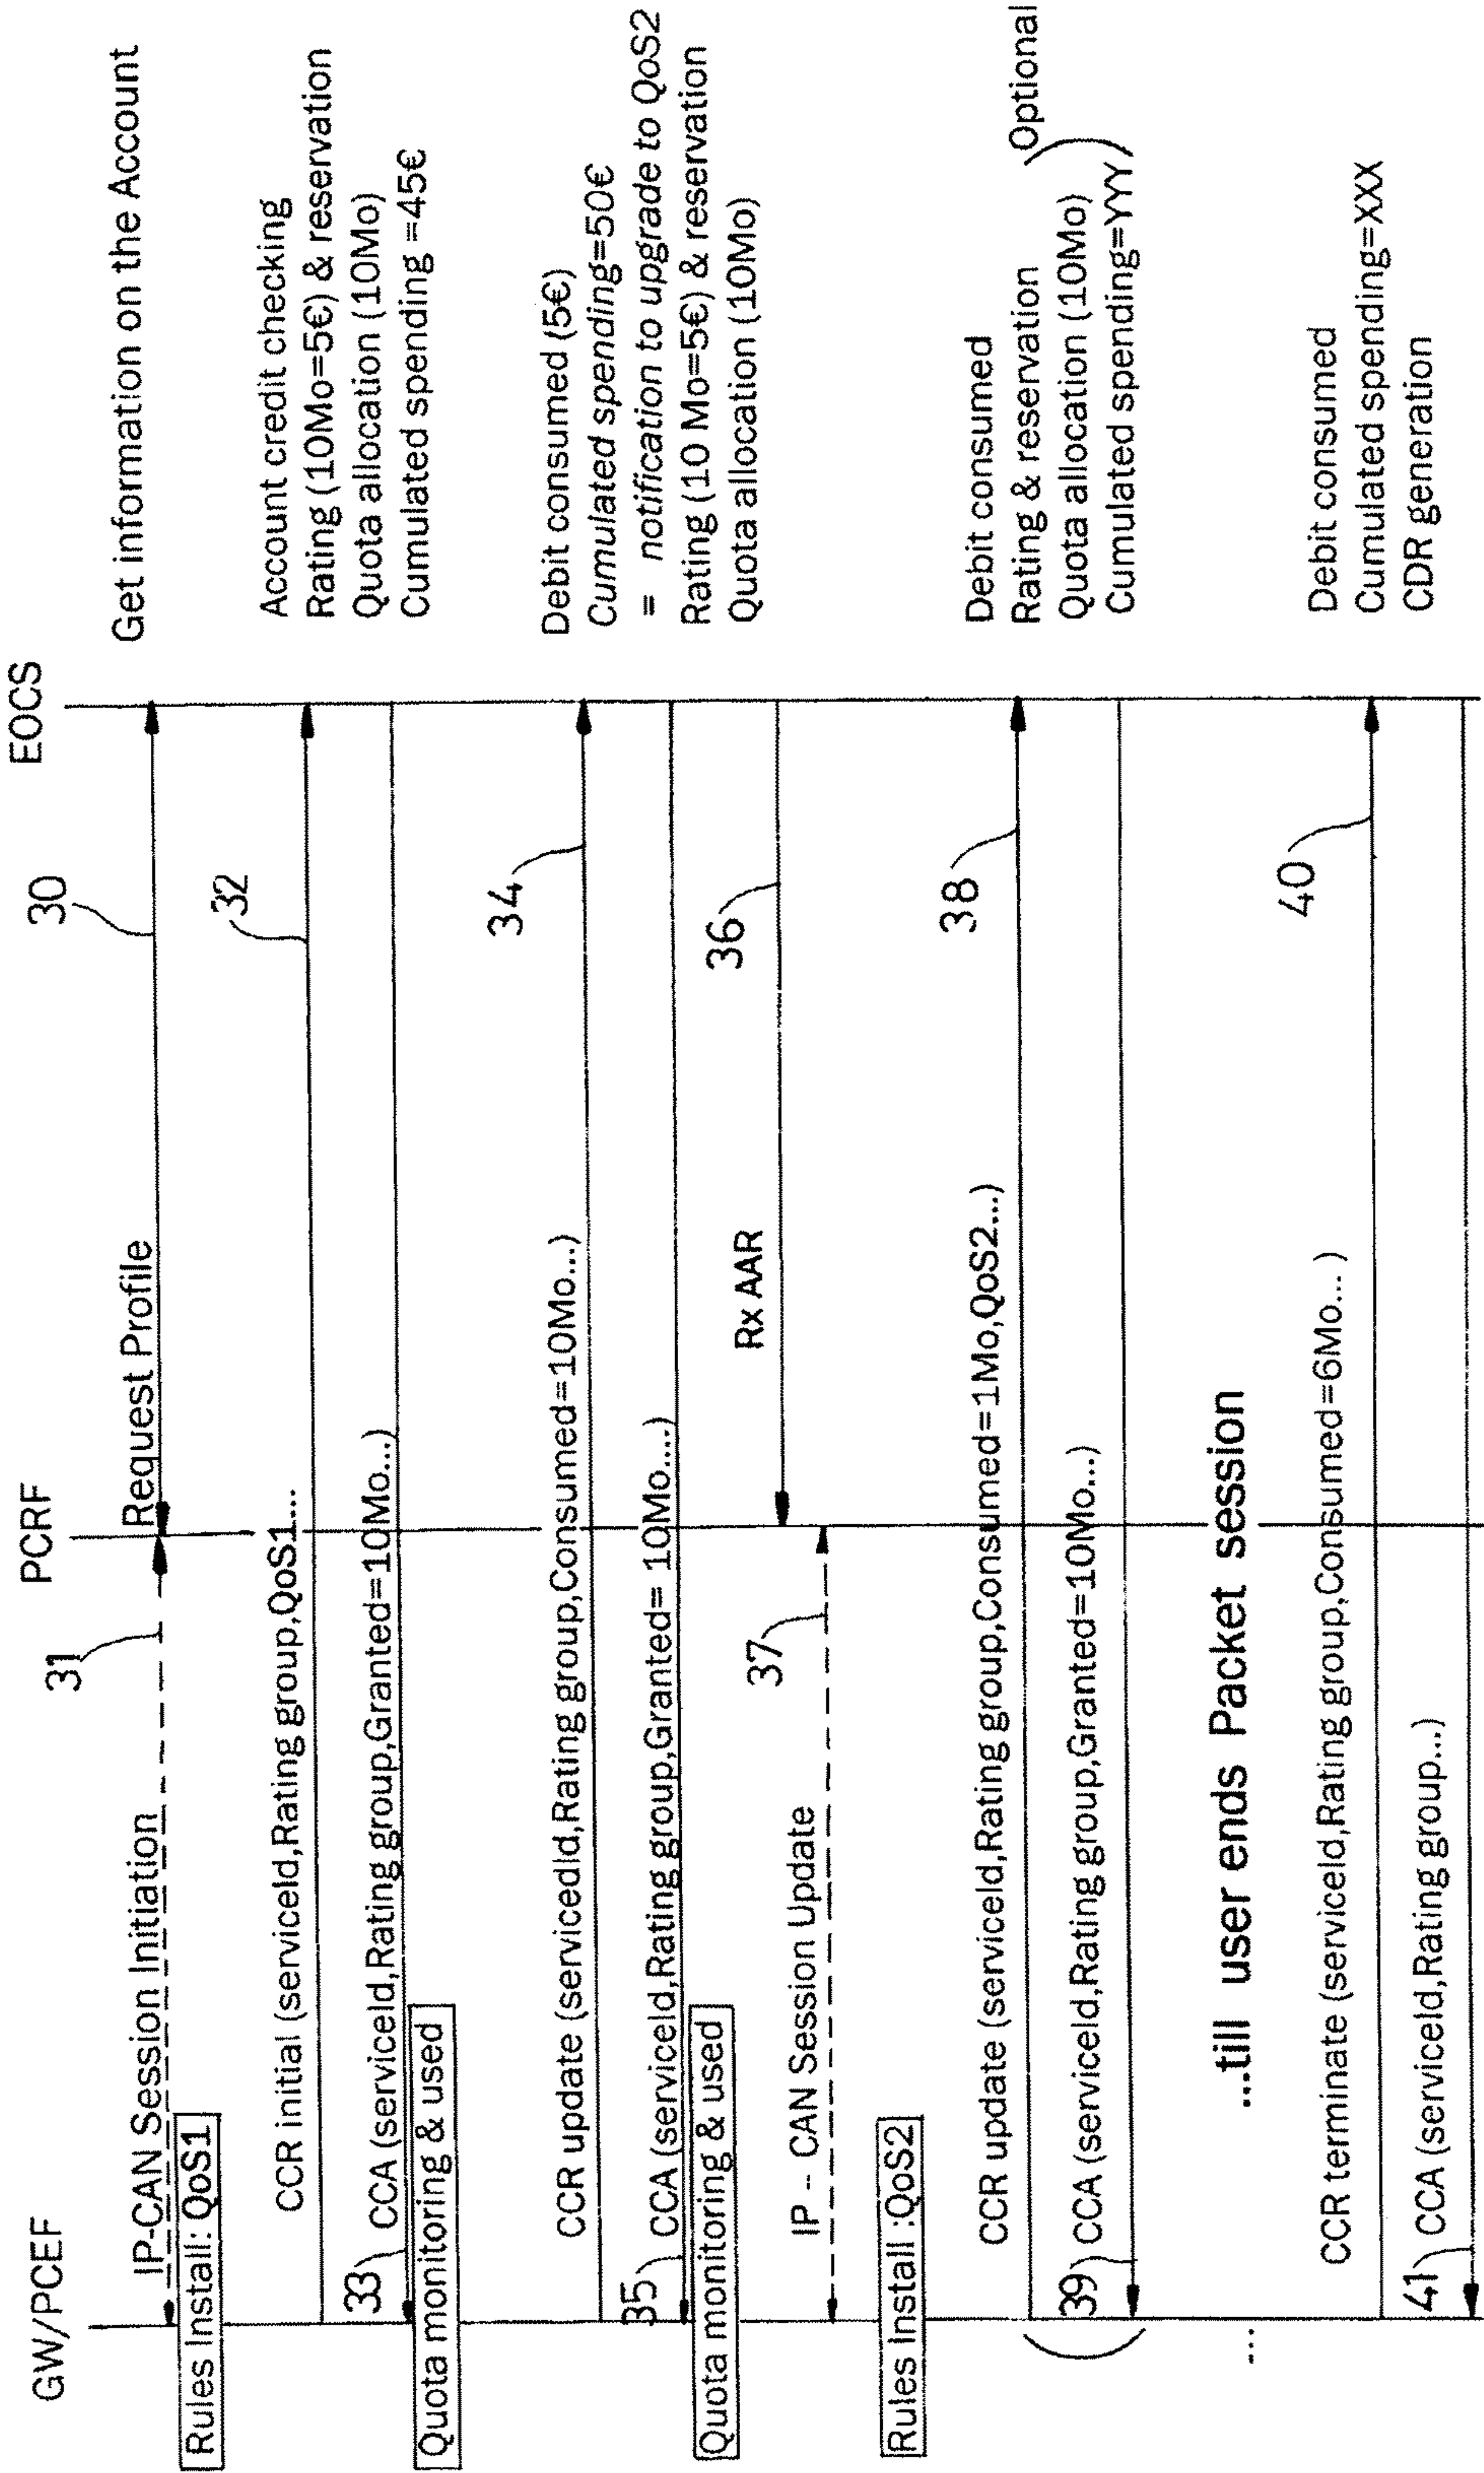 GW/PCEF
PCRF
EOCS
30
Request Profile
Get information on the Account
31
IP-CAN Session Initiation
Rules Install: QoS1
32
CCR initial (serviceId,Rating group,QoS1...
Account credit checking
Rating (10Mo=5€) & reservation
Quota allocation (10Mo)
Cumulated spending =45€
33
CCA (serviceId,Rating group,Granted=10Mo...)
Quota monitoring & used
34
CCR update (servicedId,Rating group,Consumed=10Mo...)
Debit consumed (5€)
Cumulated spending=50€
= notification to upgrade to QoS2
Rating (10 Mo=5€) & reservation
Quota allocation (10Mo)
35
CCA (serviceId,Rating group,Granted= 10Mo....)
Quota monitoring & used
36
Rx AAR
37
IP -- CAN Session Update
Rules Install :QoS2
38
CCR update (serviceId,Rating group,Consumed=1Mo,QoS2...)
Debit consumed
Rating & reservation
Quota allocation (10Mo)
Cumulated spending=YYY
Optional
39
CCA (serviceId,Rating group,Granted=10Mo...)
...till user ends Packet session
...
40
CCR terminate (serviceId,Rating group,Consumed=6Mo... )
Debit consumed
Cumulated spending=XXX
CDR generation
41
CCA (serviceId,Rating group...)